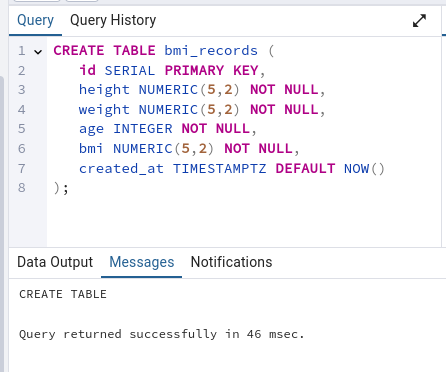 Query Query History
1 CREATE TABLE bmi_records (
2 id SERIAL PRIMARY KEY,
3 height NUMERIC(5,2) NOT NULL,
4 weight NUMERIC(5,2) NOT NULL,
5 age INTEGER NOT NULL,
6 bmi NUMERIC(5,2) NOT NULL,
7 created_at TIMESTAMPTZ DEFAULT NOW()
8 );
Data Output Messages Notifications
CREATE TABLE
Query returned successfully in 46 msec.